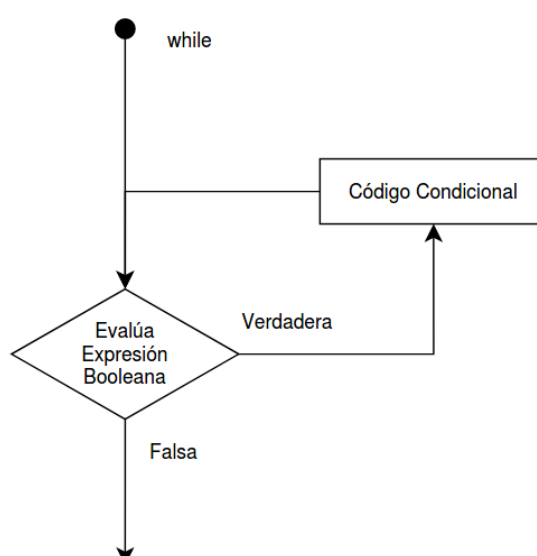 while
Código Condicional
Verdadera
Evalúa
Expresión
Booleana
Falsa